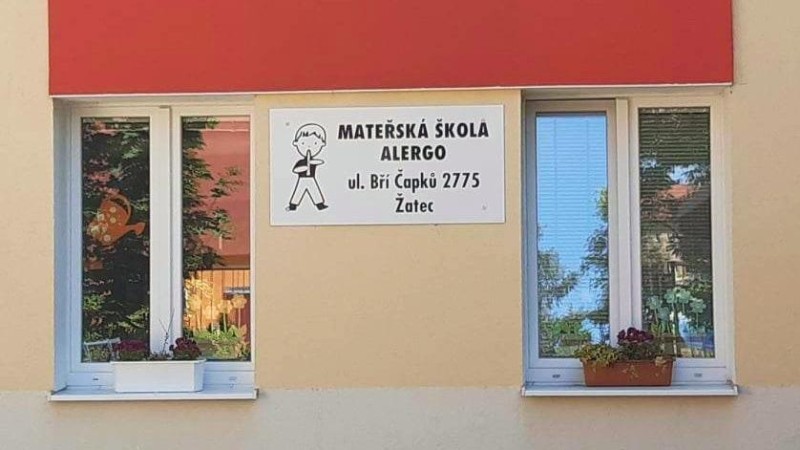 MATEŘSKÁ ŠKOLA
ALERGO
ul. Bří Čapků 2775
Žatec